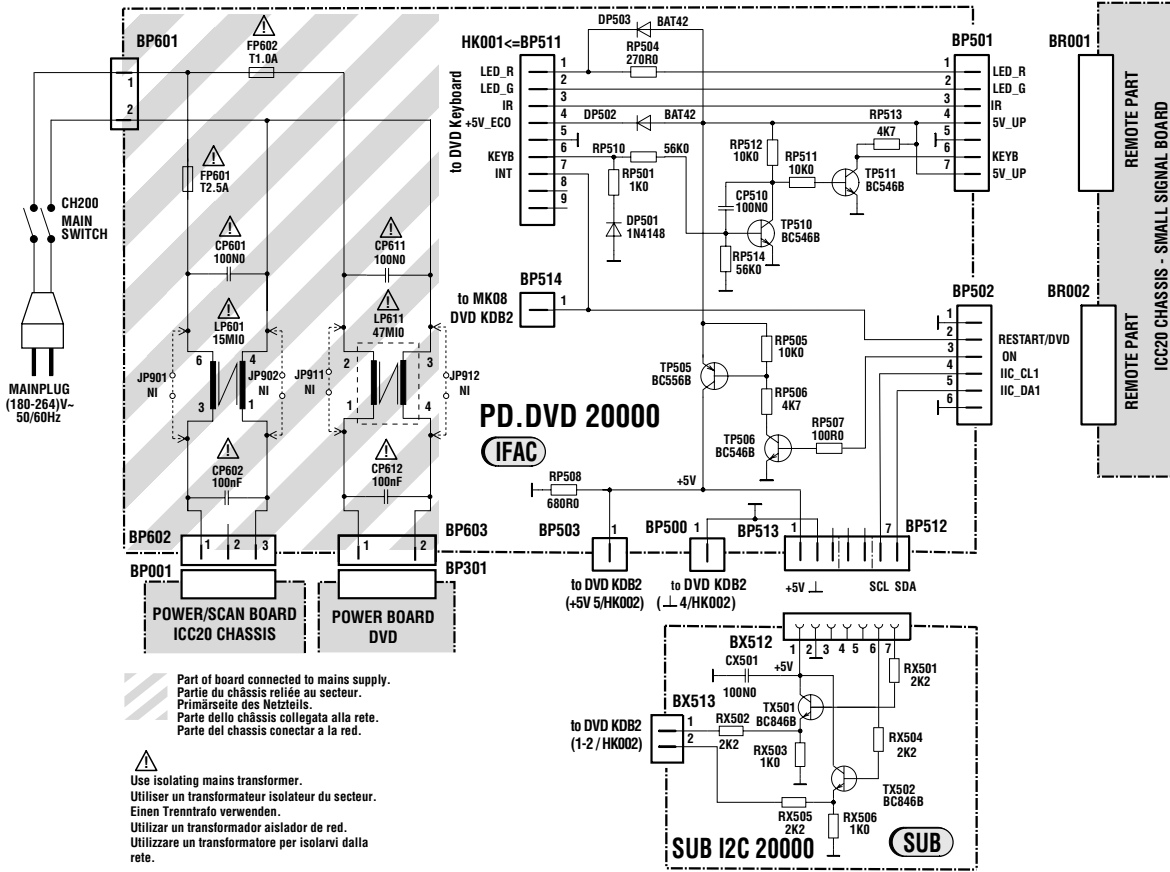 BP601
1
2
FP602
T1.0A
FP601
T2.5A
CH200
MAIN
SWITCH
MAINPLUG
(180-264)V~
50/60Hz
CP601
100N0
CP611
100N0
LP601
15MI0
LP611
47MI0
6
4
3
1
2
3
1
4
JP901
NI
JP902
NI
JP911
NI
JP912
NI
CP602
100nF
CP612
100nF
BP602
1
2
3
BP603
1
2
BP001
BP301
POWER/SCAN BOARD
ICC20 CHASSIS
POWER BOARD
DVD
HK001<=BP511
to DVD Keyboard
LED_R
LED_G
IR
+5V_ECO
KEYB
INT
1
2
3
4
5
6
7
8
9
DP503
BAT42
RP504
270R0
DP502
BAT42
RP510
56K0
RP501
1K0
DP501
1N4148
RP512
10K0
RP511
10K0
RP513
4K7
CP510
100N0
TP511
BC546B
TP510
BC546B
RP514
56K0
BP501
1
2
3
4
5
6
7
LED_R
LED_G
IR
5V_UP
KEYB
5V_UP
BR001
REMOTE PART
BR002
REMOTE PART
ICC20 CHASSIS - SMALL SIGNAL BOARD
BP514
1
to MK08
DVD KDB2
BP502
1
2
3
4
5
6
RESTART/DVD
ON
IIC_CL1
IIC_DA1
RP505
10K0
TP505
BC556B
RP506
4K7
RP507
100R0
TP506
BC546B
PD.DVD 20000
IFAC
RP508
680R0
+5V
BP503
1
BP500
1
BP513
1
7
BP512
to DVD KDB2
(+5V 5/HK002)
to DVD KDB2
(⊥ 4/HK002)
+5V ⊥
SCL SDA
BX512
1
2
3
4
5
6
7
CX501
100N0
+5V
RX501
2K2
TX501
BC846B
BX513
1
2
to DVD KDB2
(1-2 / HK002)
RX502
2K2
RX503
1K0
RX504
2K2
TX502
BC846B
RX505
2K2
RX506
1K0
SUB I2C 20000
SUB
Part of board connected to mains supply.
Partie du châssis reliée au secteur.
Primärseite des Netzteils.
Parte dello châssis collegata alla rete.
Parte del chassis conectar a la red.
Use isolating mains transformer.
Utiliser un transformateur isolateur du secteur.
Einen Trenntrafo verwenden.
Utilizar un transformador aislador de red.
Utilizzare un transformatore per isolarvi dalla
rete.